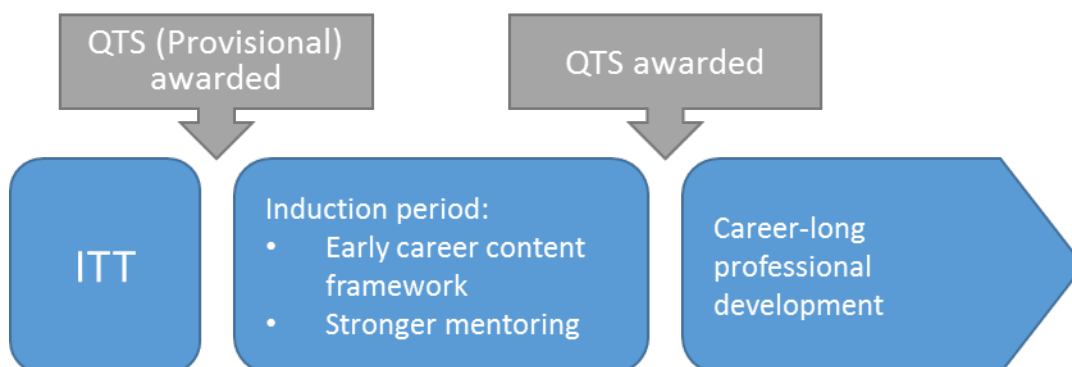 QTS (Provisional)
awarded
QTS awarded
ITT
Induction period:
• Early career content
framework
• Stronger mentoring
Career-long
professional
development